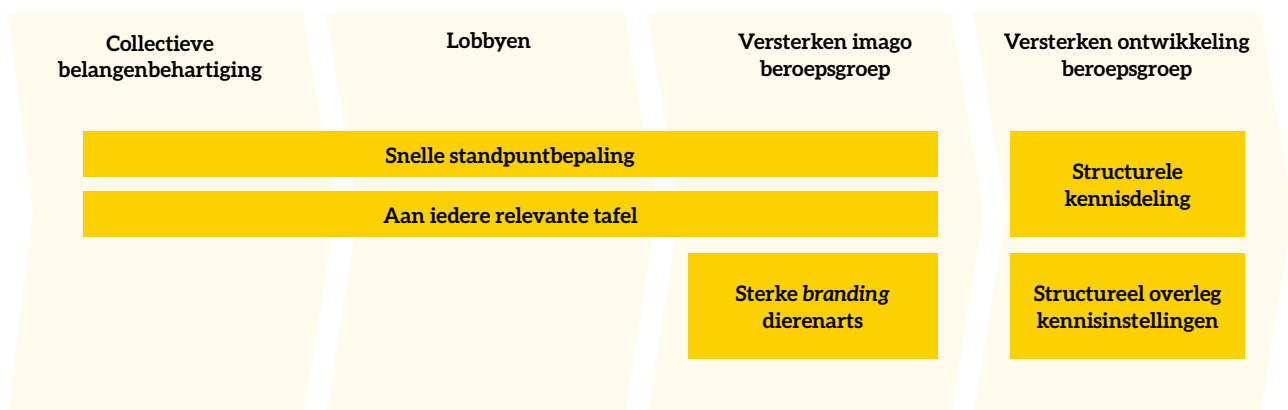 Collectieve
belangenbehartiging
Lobbyen
Versterken imago
beroepsgroep
Versterken ontwikkeling
beroepsgroep
Snelle standpuntbepaling
Aan iedere relevante tafel
Structurele
kennisdeling
Sterke branding
dierenarts
Structureel overleg
kennisinstellingen